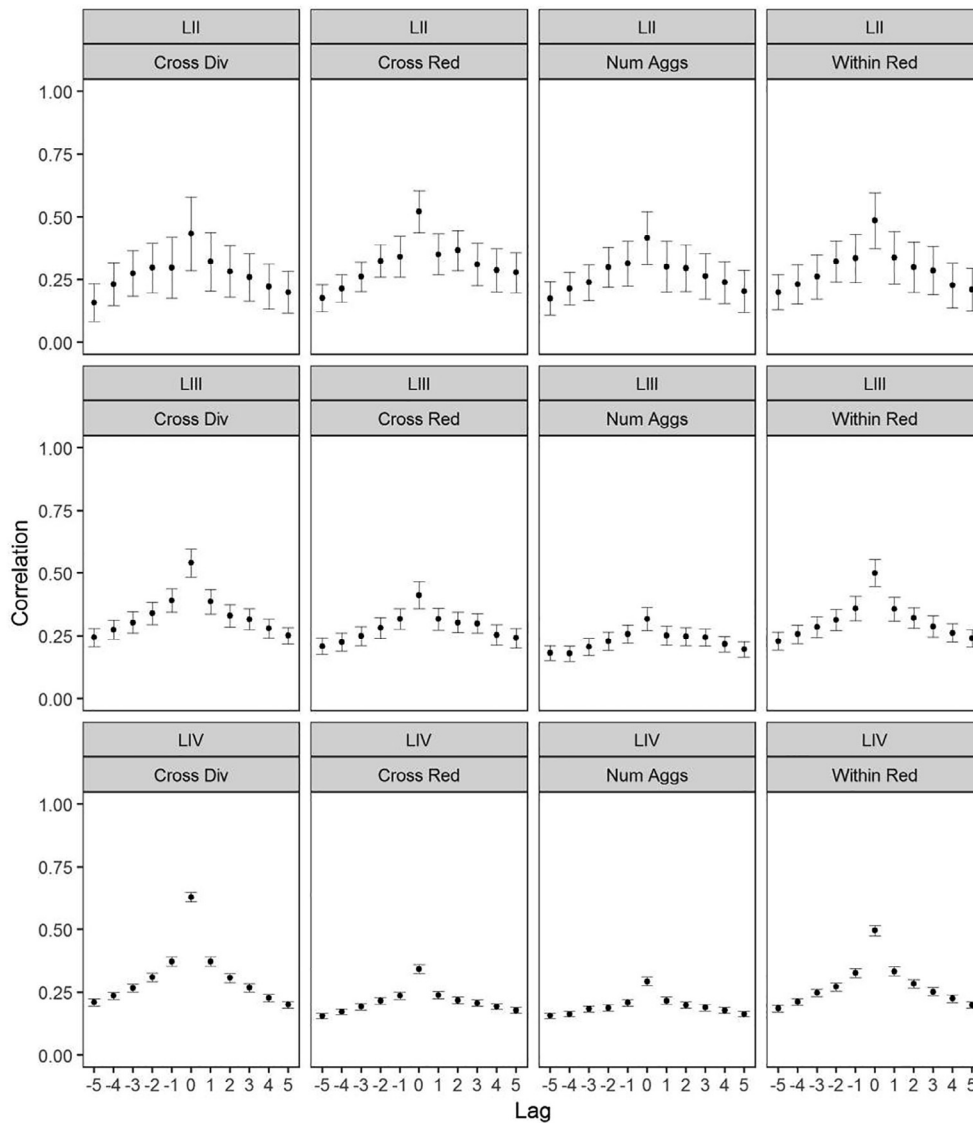 LII LII LII LII
Cross Div Cross Red Num Aggs Within Red
1.00
0.75
0.50
0.25
0.00
LIII LIII LIII LIII
Cross Div Cross Red Num Aggs Within Red
1.00
0.75
0.50
0.25
0.00
Correlation
LIV LIV LIV LIV
Cross Div Cross Red Num Aggs Within Red
1.00
0.75
0.50
0.25
0.00
-5 -4 -3 -2 -1 0 1 2 3 4 5 -5 -4 -3 -2 -1 0 1 2 3 4 5 -5 -4 -3 -2 -1 0 1 2 3 4 5 -5 -4 -3 -2 -1 0 1 2 3 4 5
Lag